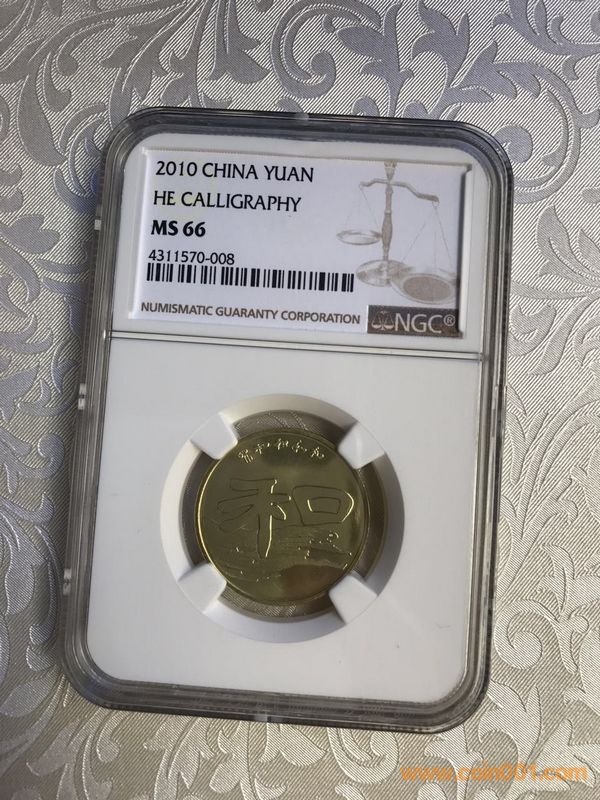 2010 CHINA YUAN
HE CALLIGRAPHY
MS 66
4311570-008
NUMISMATIC GUARANTY CORPORATION
NGC®
和
www.coin001.com